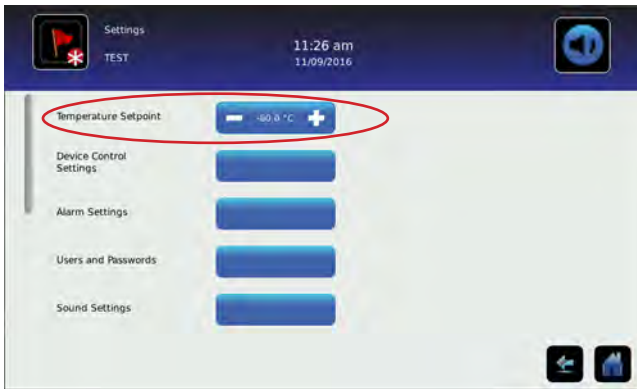 Settings
TEST
11:26 am
11/09/2016
Temperature Setpoint
-80.0 °C
Device Control
Settings
Alarm Settings
Users and Passwords
Sound Settings